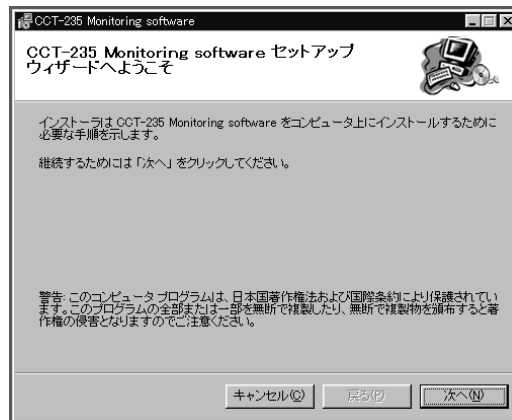 CCT-235 Monitoring software
CCT-235 Monitoring software セットアップ
ウィザードへようこそ
インストーラは CCT-235 Monitoring software をコンピュータ上にインストールするために
必要な手順を示します。
継続するためには「次へ」をクリックしてください。
警告: このコンピュータ プログラムは、日本国著作権法および国際条約により保護されてい
ます。このプログラムの全部または一部を無断で複製したり、無断で複製物を頒布すると著
作権の侵害となりますのでご注意ください。
キャンセル(C) 戻る(P) 次へ(N)